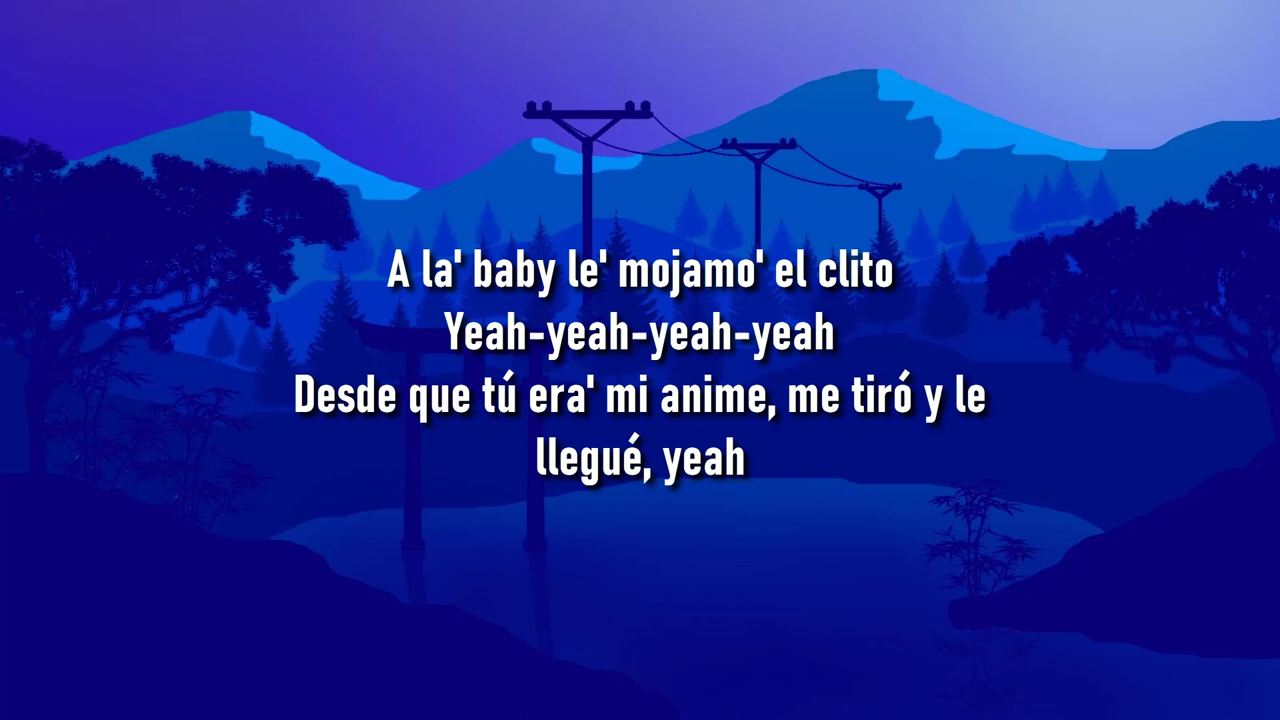 A la' baby le' mojamo' el clito
Yeah-yeah-yeah-yeah
Desde que tú era' mi anime, me tiró y le
llegué, yeah